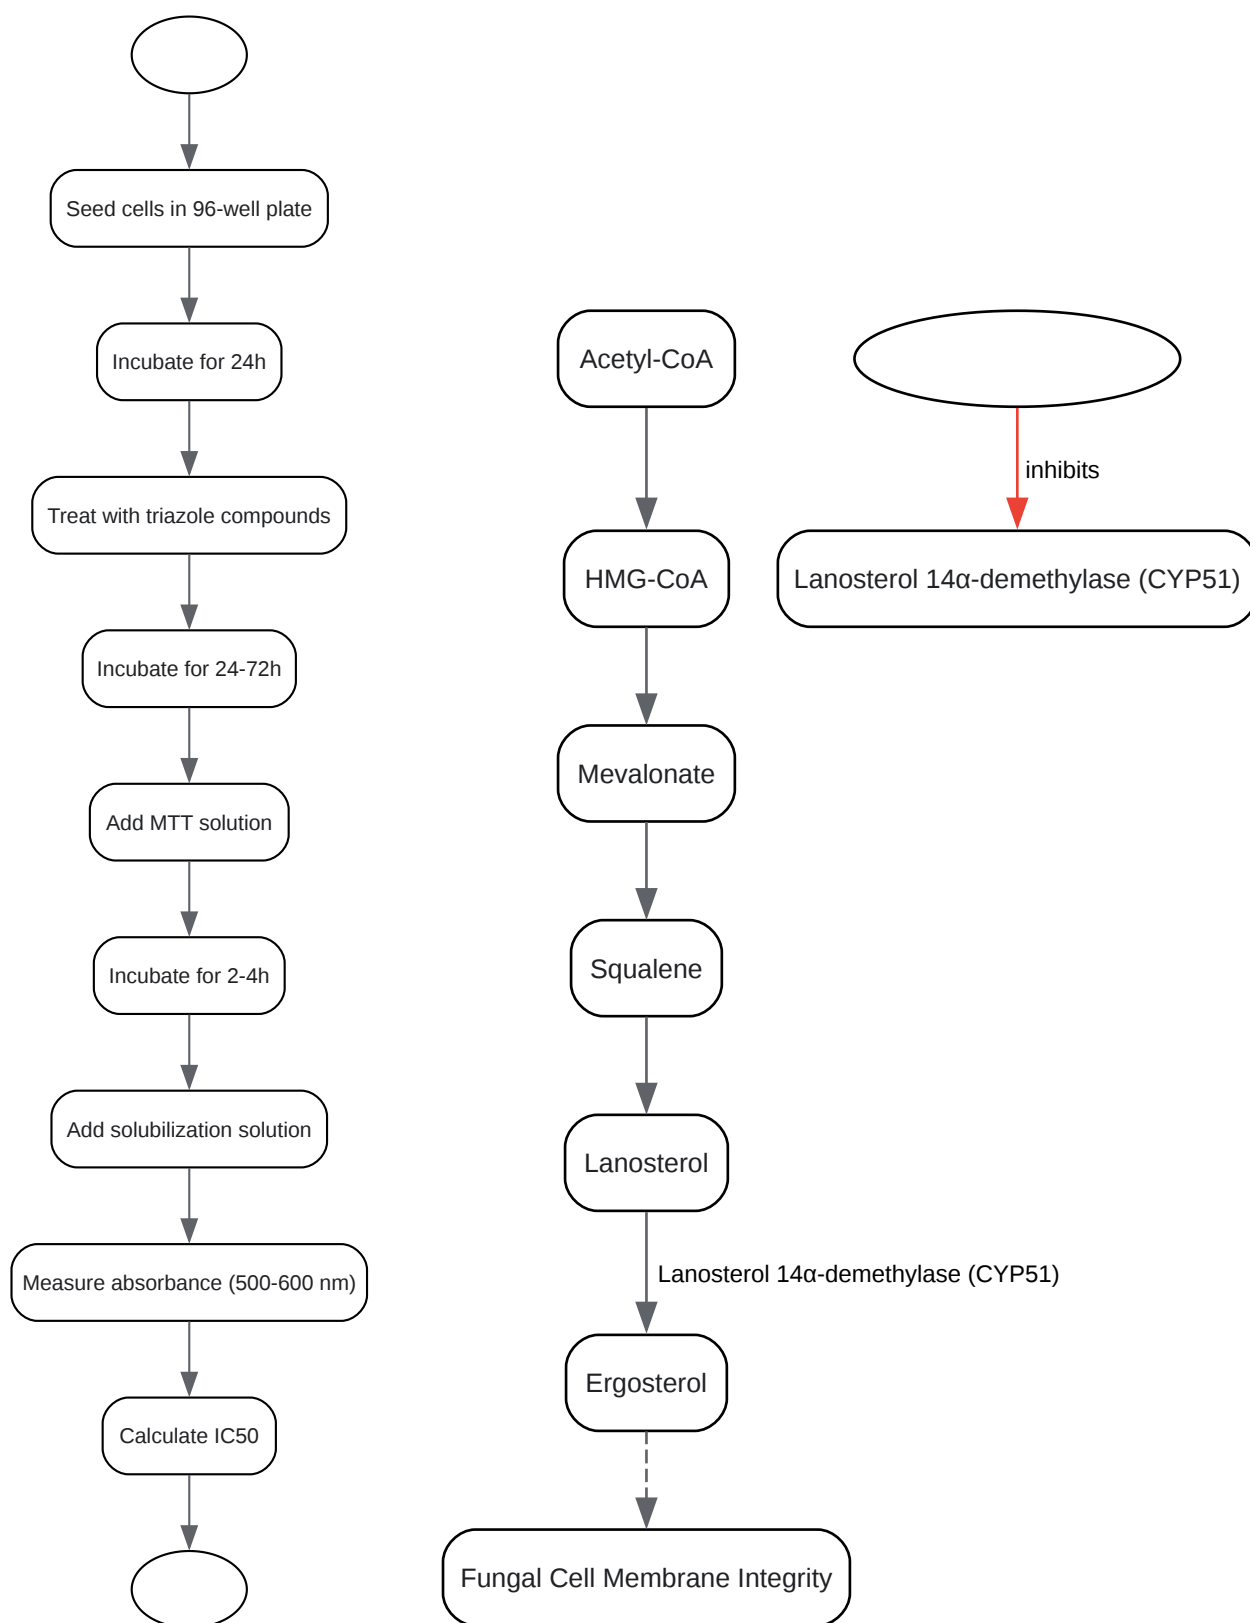 Seed cells in 96-well plate
Incubate for 24h
Treat with triazole compounds
Incubate for 24-72h
Add MTT solution
Incubate for 2-4h
Add solubilization solution
Measure absorbance (500-600 nm)
Calculate IC50
Acetyl-CoA
HMG-CoA
Mevalonate
Squalene
Lanosterol
Lanosterol 14α-demethylase (CYP51)
Ergosterol
Fungal Cell Membrane Integrity
inhibits
Lanosterol 14α-demethylase (CYP51)